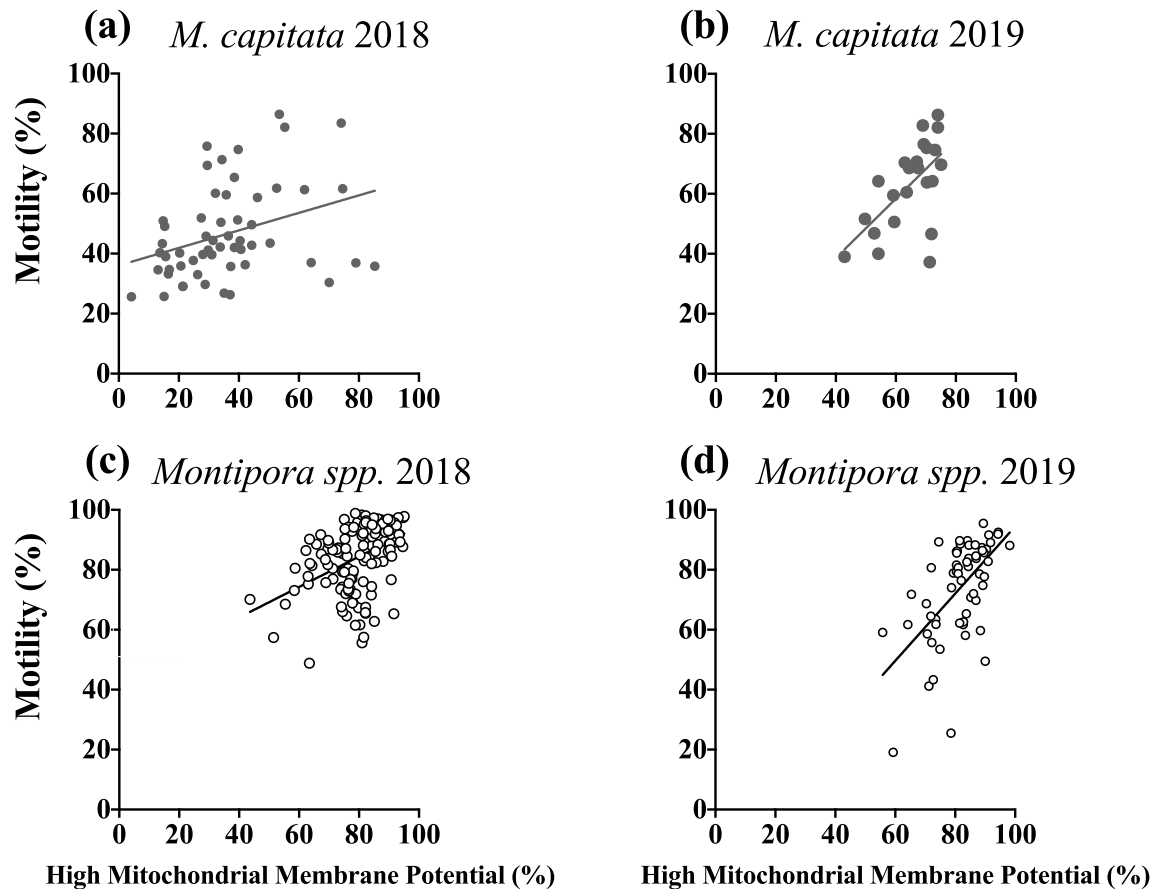 (a) M. capitata 2018
(b) M. capitata 2019
Motility (%)
100
80
60
40
20
0
0 20 40 60 80 100
100
80
60
40
20
0
0 20 40 60 80 100
(c) Montipora spp. 2018
(d) Montipora spp. 2019
Motility (%)
100
80
60
40
20
0
0 20 40 60 80 100
High Mitochondrial Membrane Potential (%)
100
80
60
40
20
0
0 20 40 60 80 100
High Mitochondrial Membrane Potential (%)